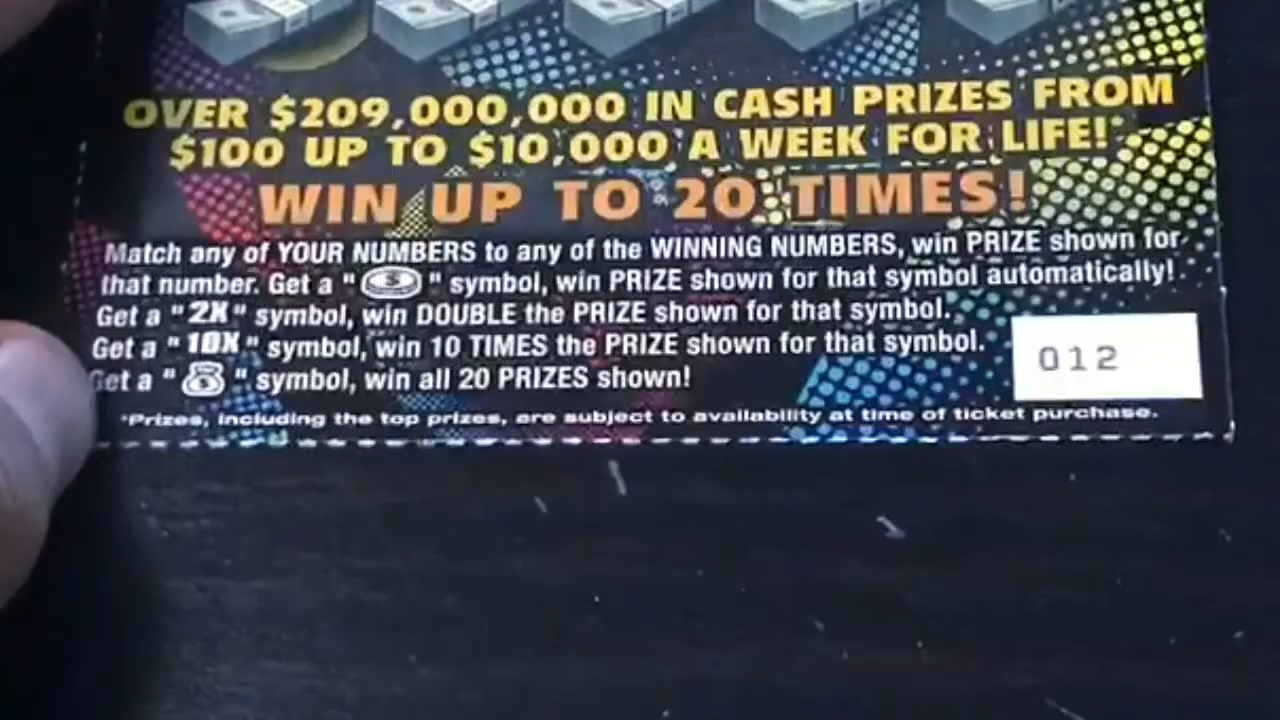 OVER $209,000,000 IN CASH PRIZES FROM
$100 UP TO $10,000 A WEEK FOR LIFE!*
WIN UP TO 20 TIMES!
Match any of YOUR NUMBERS to any of the WINNING NUMBERS, win PRIZE shown for
that number. Get a " " symbol, win PRIZE shown for that symbol automatically!
Get a "2X" symbol, win DOUBLE the PRIZE shown for that symbol.
Get a "10X" symbol, win 10 TIMES the PRIZE shown for that symbol.
Get a " " symbol, win all 20 PRIZES shown!
012
*Prizes, including the top prizes, are subject to availability at time of ticket purchase.